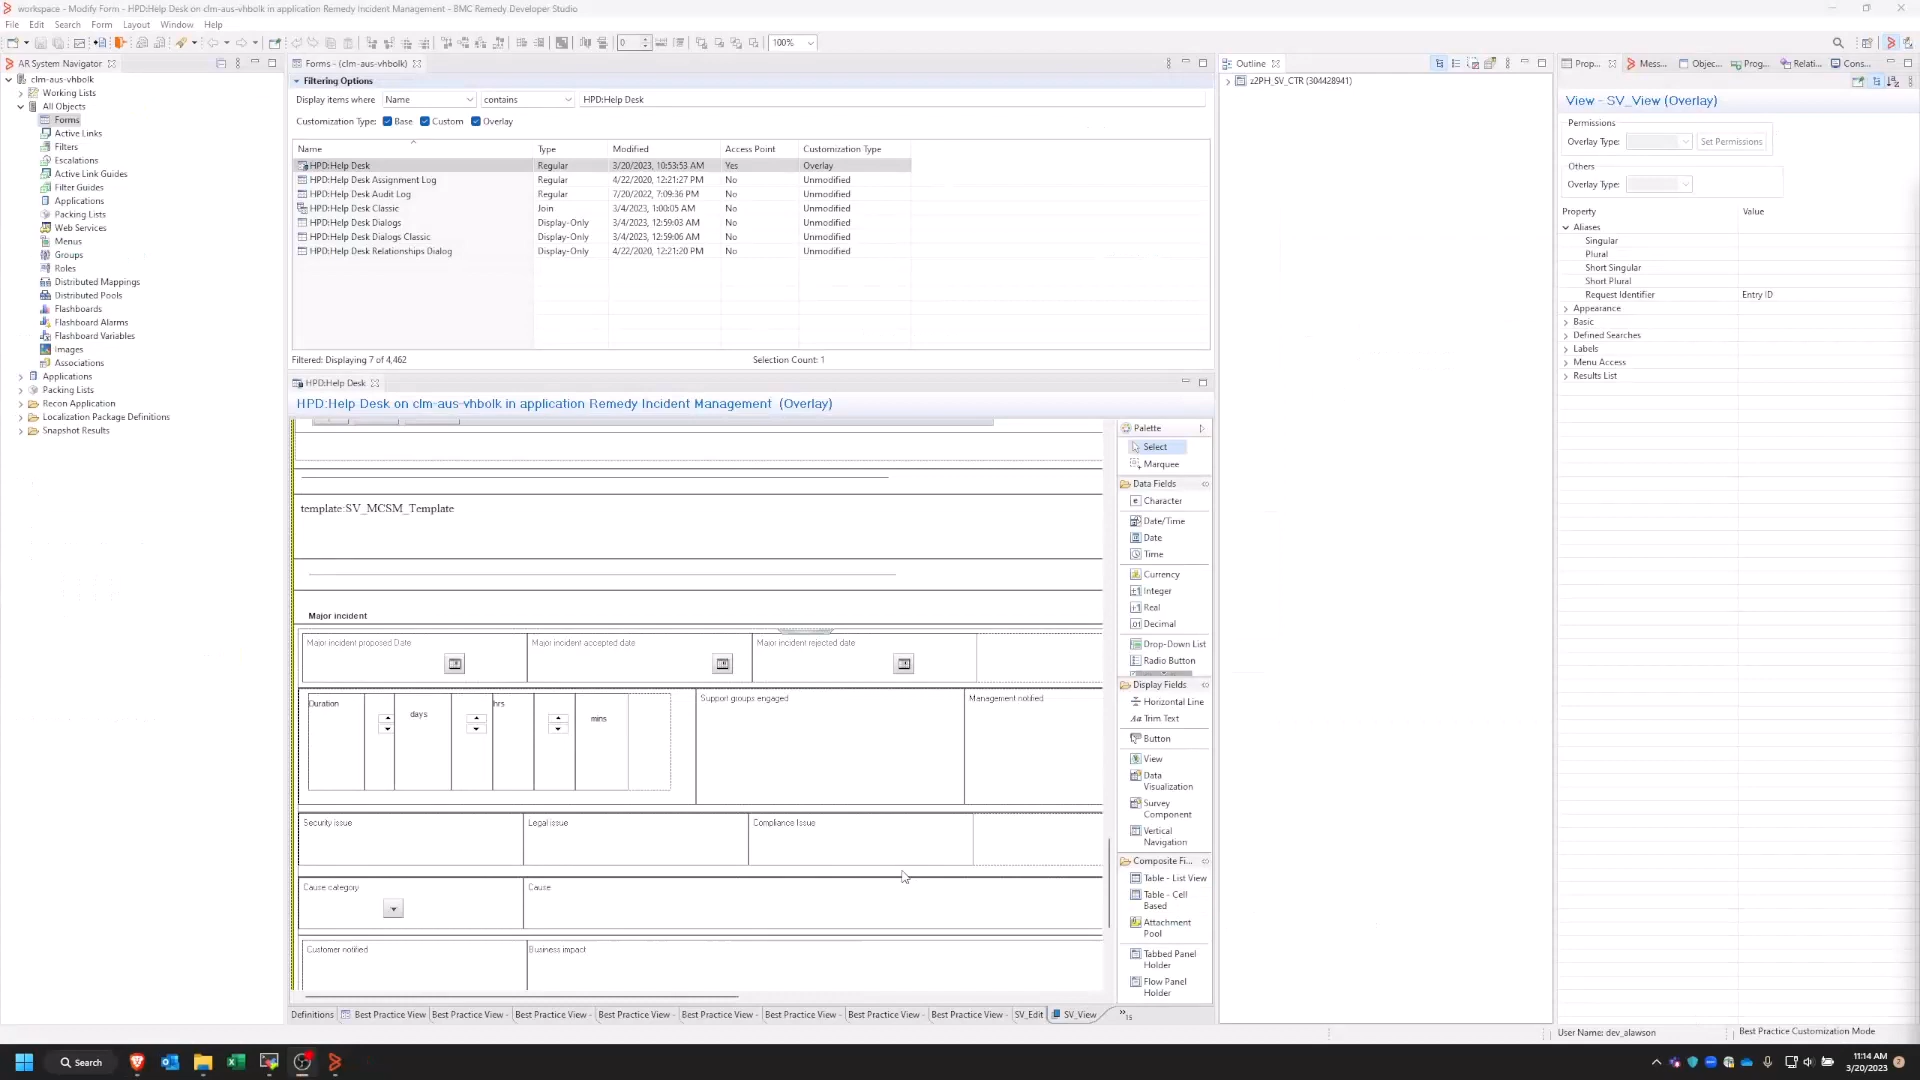 workspace - Modify Form - HPD:Help Desk on clm-aus-vhbolk in application Remedy Incident Management - BMC Remedy Developer Studio
File Edit Search Form Layout Window Help
0
100%
AR System Navigator
clm-aus-vhbolk
Working Lists
All Objects
Forms
Active Links
Filters
Escalations
Active Link Guides
Filter Guides
Applications
Packing Lists
Web Services
Menus
Groups
Roles
Distributed Mappings
Distributed Pools
Flashboards
Flashboard Alarms
Flashboard Variables
Images
Associations
Applications
Packing Lists
Recon Application
Localization Package Definitions
Snapshot Results
Forms - (clm-aus-vhbolk)
Filtering Options
Display items where Name contains HPD:Help Desk
Customization Type: Base Custom Overlay
Name Type Modified Access Point Customization Type
HPD:Help Desk Regular 3/20/2023, 10:53:53 AM Yes Overlay
HPD:Help Desk Assignment Log Regular 4/22/2020, 12:21:27 PM No Unmodified
HPD:Help Desk Audit Log Regular 7/20/2022, 7:09:36 PM No Unmodified
HPD:Help Desk Classic Join 3/4/2023, 1:00:05 AM No Unmodified
HPD:Help Desk Dialogs Display-Only 3/4/2023, 12:59:03 AM No Unmodified
HPD:Help Desk Dialogs Classic Display-Only 3/4/2023, 12:59:06 AM No Unmodified
HPD:Help Desk Relationships Dialog Display-Only 4/22/2020, 12:21:20 PM No Unmodified
Filtered: Displaying 7 of 4,462 Selection Count: 1
HPD:Help Desk
HPD:Help Desk on clm-aus-vhbolk in application Remedy Incident Management (Overlay)
template:SV_MCSM_Template
Major incident
Major incident proposed Date Major incident accepted date Major incident rejected date
Duration days hrs mins Support groups engaged Management notified
Security issue Legal issue Compliance Issue
Cause category Cause
Customer notified Business impact
Palette
Select
Marquee
Data Fields
Character
Date/Time
Date
Time
Currency
Integer
Real
Decimal
Drop-Down List
Radio Button
Display Fields
Horizontal Line
Trim Text
Button
View
Data
Visualization
Survey
Component
Vertical
Navigation
Composite Fi...
Table - List View
Table - Cell
Based
Attachment
Pool
Tabbed Panel
Holder
Flow Panel
Holder
Definitions Best Practice View Best Practice View - Best Practice View - Best Practice View - Best Practice View - Best Practice View - Best Practice View - Best Practice View - SV_Edit SV_View »15
Outline
z2PH_SV_CTR (304428941)
Prop... Mess... Objec... Prog... Relati... Cons...
View - SV_View (Overlay)
Permissions
Overlay Type: Set Permissions
Others
Overlay Type:
Property Value
Aliases
Singular
Plural
Short Singular
Short Plural
Request Identifier Entry ID
Appearance
Basic
Defined Searches
Labels
Menu Access
Results List
User Name: dev_alawson Best Practice Customization Mode
Search
11:14 AM
3/20/2023